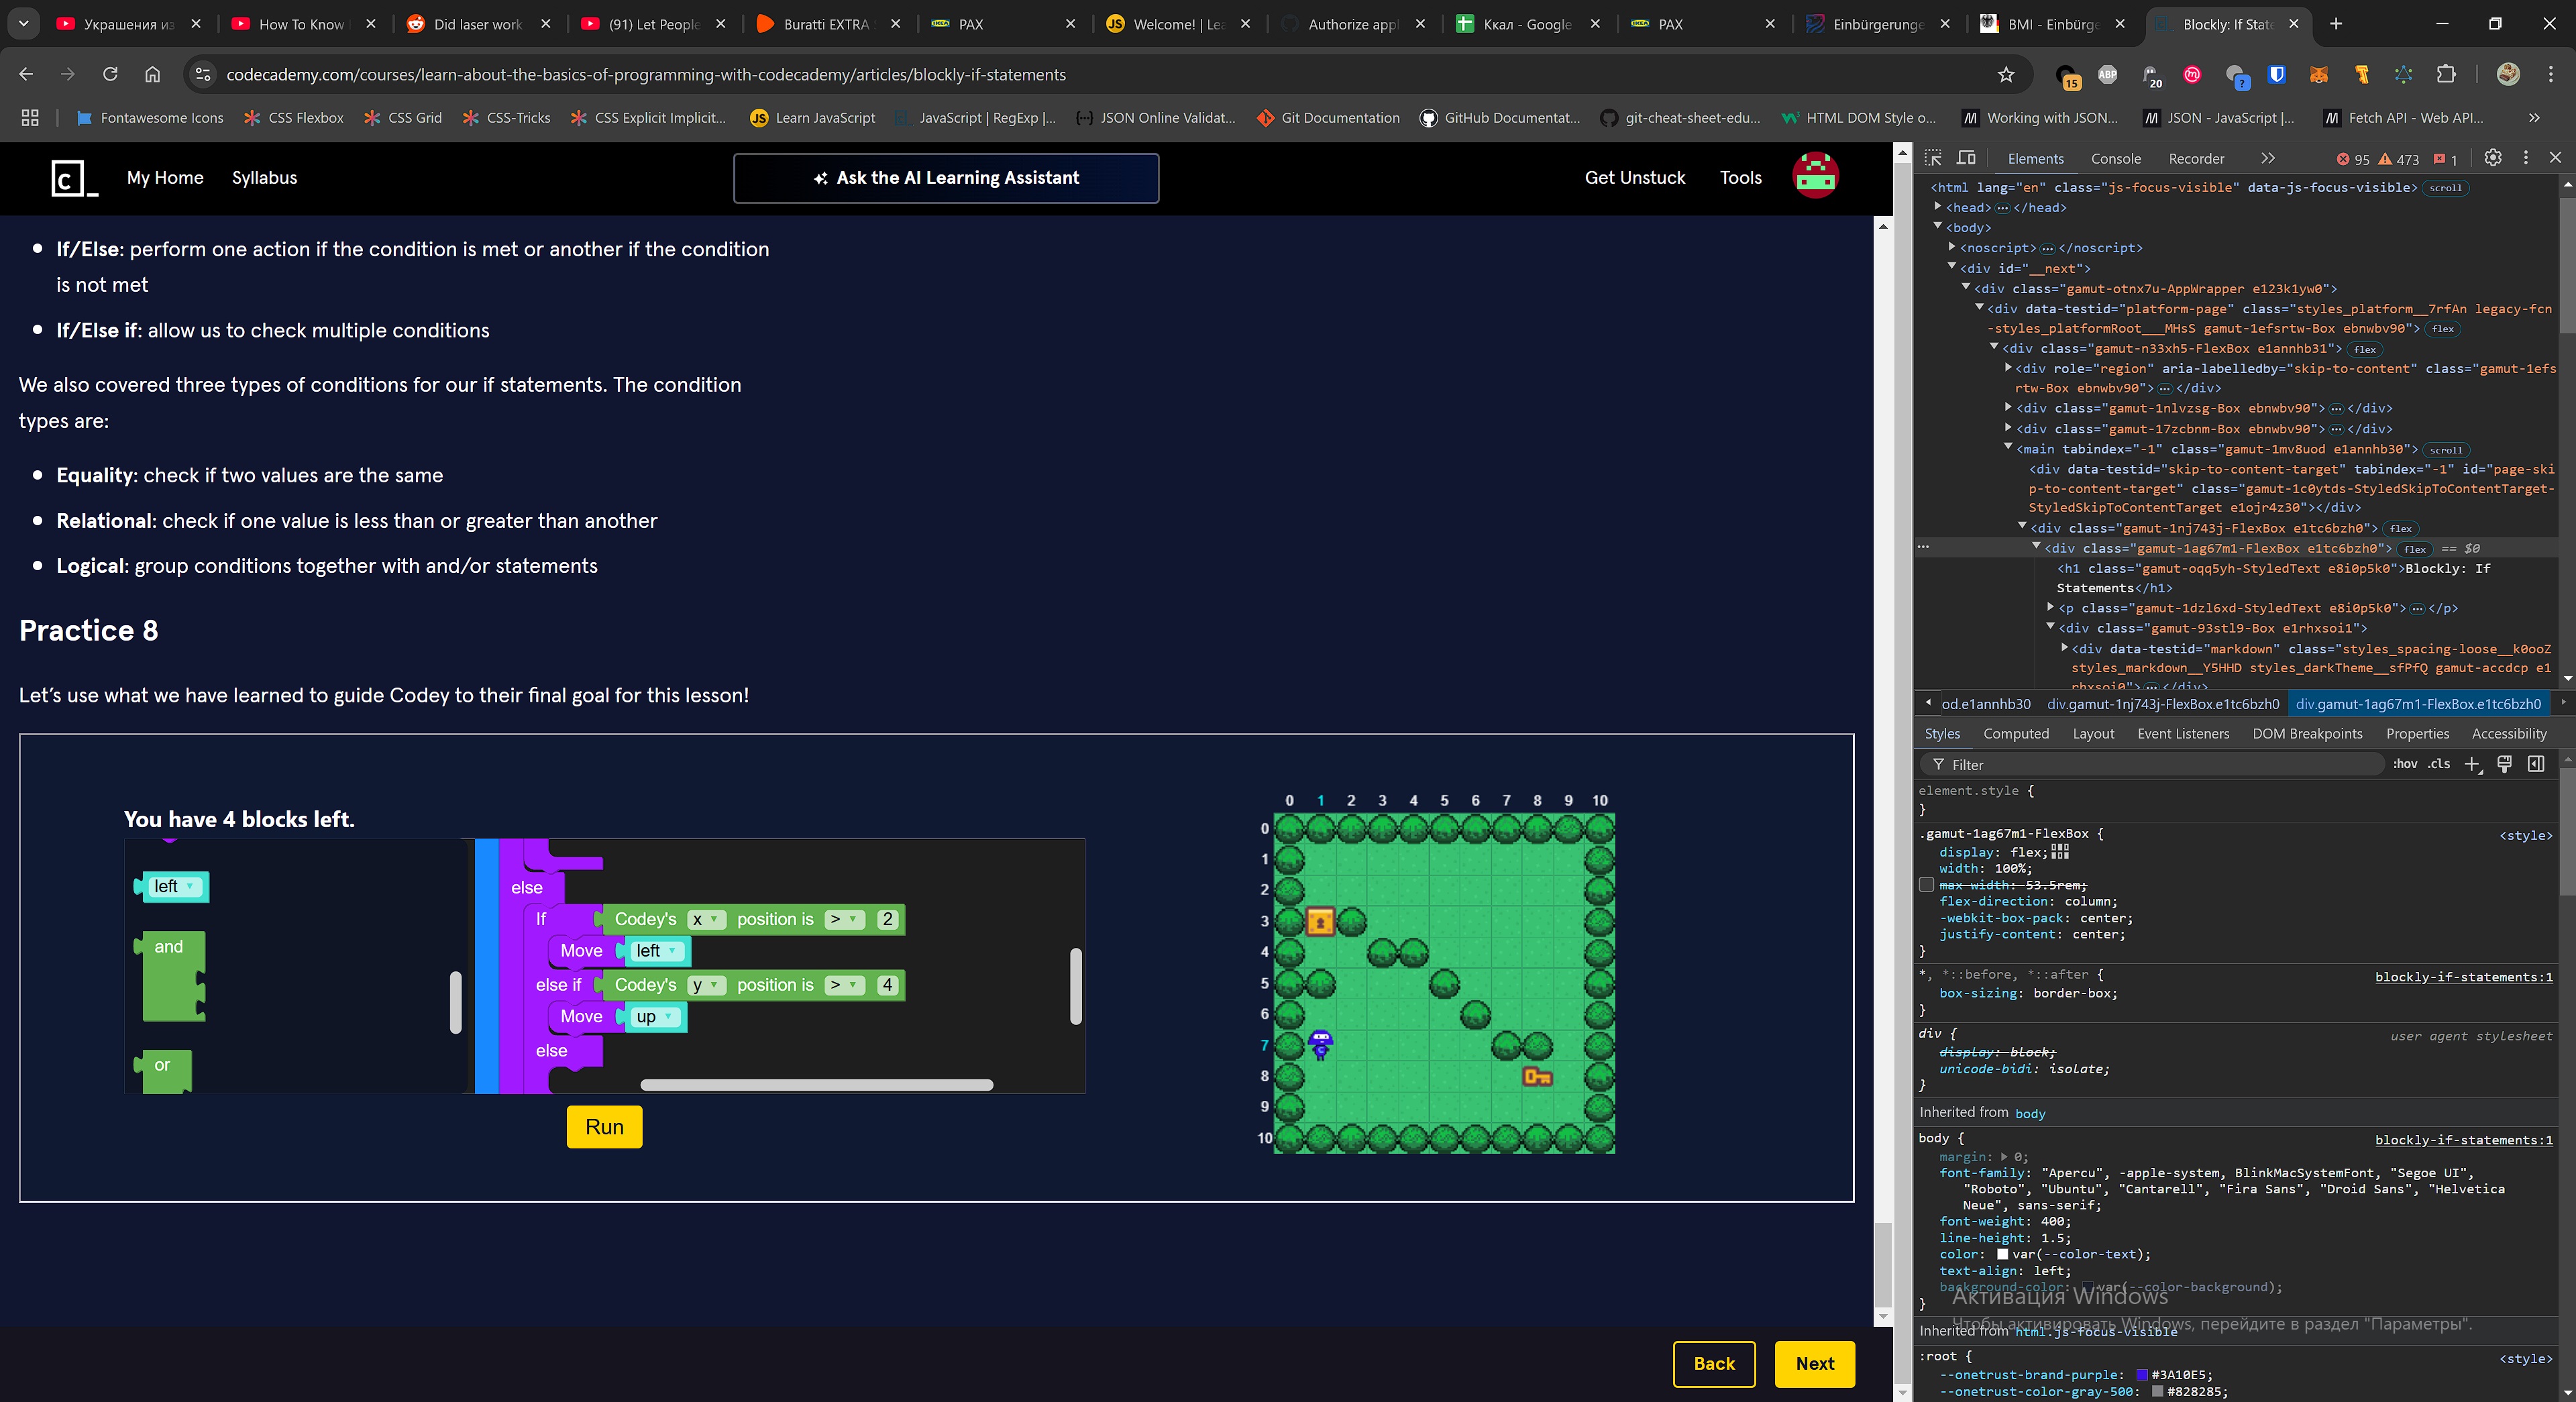 Украшения из
How To Know
Did laser work
(91) Let People
Buratti EXTRA
PAX
Welcome! | Lea
Authorize appl
Ккал - Google
PAX
Einbürgerunge
BMI - Einbürge
Blockly: If State
codecademy.com/courses/learn-about-the-basics-of-programming-with-codecademy/articles/blockly-if-statements
15
ABP
20
?
Fontawesome Icons
CSS Flexbox
CSS Grid
CSS-Tricks
CSS Explicit Implicit...
Learn JavaScript
JavaScript | RegExp |...
JSON Online Validat...
Git Documentation
GitHub Documentat...
git-cheat-sheet-edu...
HTML DOM Style o...
Working with JSON...
JSON - JavaScript |...
Fetch API - Web API...
My Home
Syllabus
Ask the AI Learning Assistant
Get Unstuck
Tools
If/Else: perform one action if the condition is met or another if the condition
is not met
If/Else if: allow us to check multiple conditions
We also covered three types of conditions for our if statements. The condition
types are:
Equality: check if two values are the same
Relational: check if one value is less than or greater than another
Logical: group conditions together with and/or statements
Practice 8
Let’s use what we have learned to guide Codey to their final goal for this lesson!
You have 4 blocks left.
left
and
or
else
If Codey's x position is > 2
Move left
else if Codey's y position is > 4
Move up
else
Run
0 1 2 3 4 5 6 7 8 9 10
0
1
2
3
4
5
6
7
8
9
10
Back
Next
Elements
Console
Recorder
95
473
1
<html lang="en" class="js-focus-visible" data-js-focus-visible> scroll
<head> ... </head>
<body>
<noscript> ... </noscript>
<div id="__next">
<div class="gamut-otnx7u-AppWrapper e123k1yw0">
<div data-testid="platform-page" class="styles_platform__7rfAn legacy-fcn
-styles_platformRoot___MHsS gamut-1efsrtw-Box ebnwbv90"> flex
<div class="gamut-n33xh5-FlexBox e1annhb31"> flex
<div role="region" aria-labelledby="skip-to-content" class="gamut-1efs
rtw-Box ebnwbv90"> ... </div>
<div class="gamut-1nlvzsg-Box ebnwbv90"> ... </div>
<div class="gamut-17zcbnm-Box ebnwbv90"> ... </div>
<main tabindex="-1" class="gamut-1mv8uod e1annhb30"> scroll
<div data-testid="skip-to-content-target" tabindex="-1" id="page-ski
p-to-content-target" class="gamut-1c0ytds-StyledSkipToContentTarget-
StyledSkipToContentTarget e1ojr4z30"></div>
<div class="gamut-1nj743j-FlexBox e1tc6bzh0"> flex
<div class="gamut-1ag67m1-FlexBox e1tc6bzh0"> flex == $0
<h1 class="gamut-oqq5yh-StyledText e8i0p5k0">Blockly: If
Statements</h1>
<p class="gamut-1dzl6xd-StyledText e8i0p5k0"> ... </p>
<div class="gamut-93stl9-Box e1rhxsoi1">
<div data-testid="markdown" class="styles_spacing-loose__k0ooZ
styles_markdown__Y5HHD styles_darkTheme__sfPfQ gamut-accdcp e1
rhxsoi0"> ... </div>
od.e1annhb30
div.gamut-1nj743j-FlexBox.e1tc6bzh0
div.gamut-1ag67m1-FlexBox.e1tc6bzh0
Styles
Computed
Layout
Event Listeners
DOM Breakpoints
Properties
Accessibility
Filter
:hov .cls
element.style {
}
.gamut-1ag67m1-FlexBox { <style>
display: flex;
width: 100%;
max-width: 53.5rem;
flex-direction: column;
-webkit-box-pack: center;
justify-content: center;
}
*, *::before, *::after { blockly-if-statements:1
box-sizing: border-box;
}
div { user agent stylesheet
display: block;
unicode-bidi: isolate;
}
Inherited from body
body { blockly-if-statements:1
margin: 0;
font-family: "Apercu", -apple-system, BlinkMacSystemFont, "Segoe UI",
"Roboto", "Ubuntu", "Cantarell", "Fira Sans", "Droid Sans", "Helvetica
Neue", sans-serif;
font-weight: 400;
line-height: 1.5;
color: var(--color-text);
text-align: left;
background-color: var(--color-background);
}
Активация Windows
Чтобы активировать Windows, перейдите в раздел "Параметры".
Inherited from html.js-focus-visible
:root { <style>
--onetrust-brand-purple: #3A10E5;
--onetrust-color-gray-500: #828285;